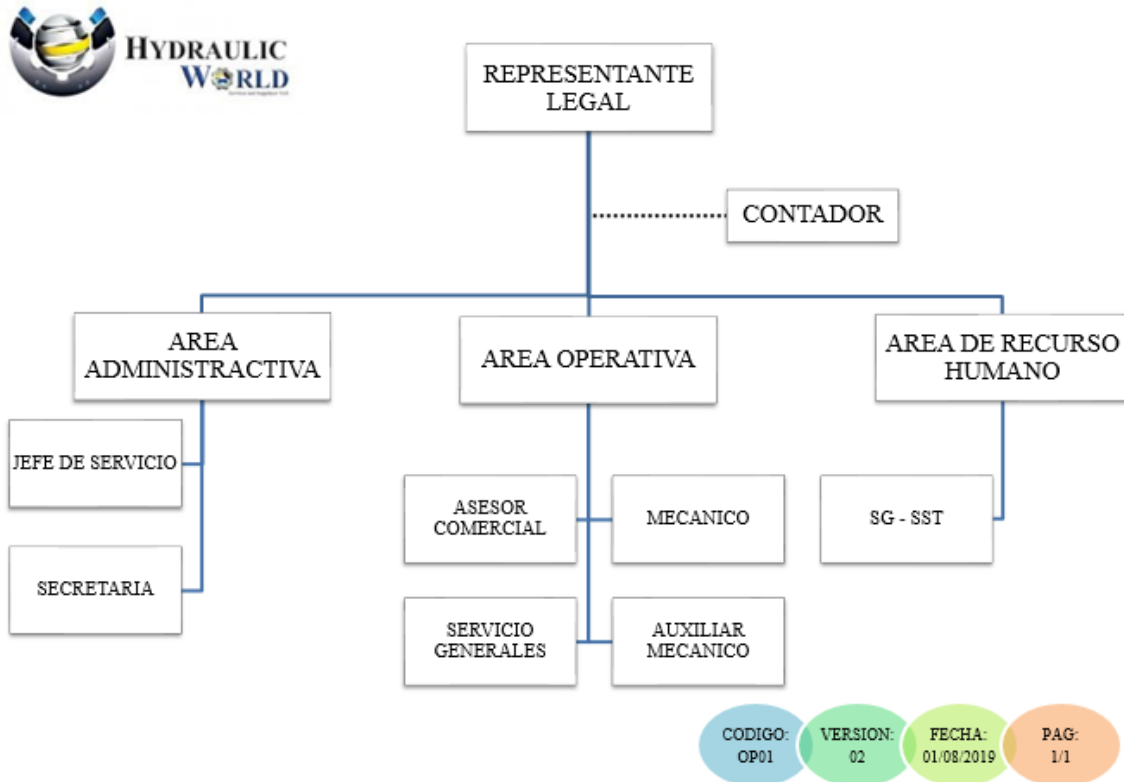 HYDRAULIC
WORLD
REPRESENTANTE
LEGAL
CONTADOR
AREA
ADMINISTRACTIVA
AREA OPERATIVA
AREA DE RECURSO
HUMANO
JEFE DE SERVICIO
SECRETARIA
ASESOR
COMERCIAL
MECANICO
SERVICIO
GENERALES
AUXILIAR
MECANICO
SG - SST
CODIGO:
OP01
VERSION:
02
FECHA:
01/08/2019
PAG:
1/1